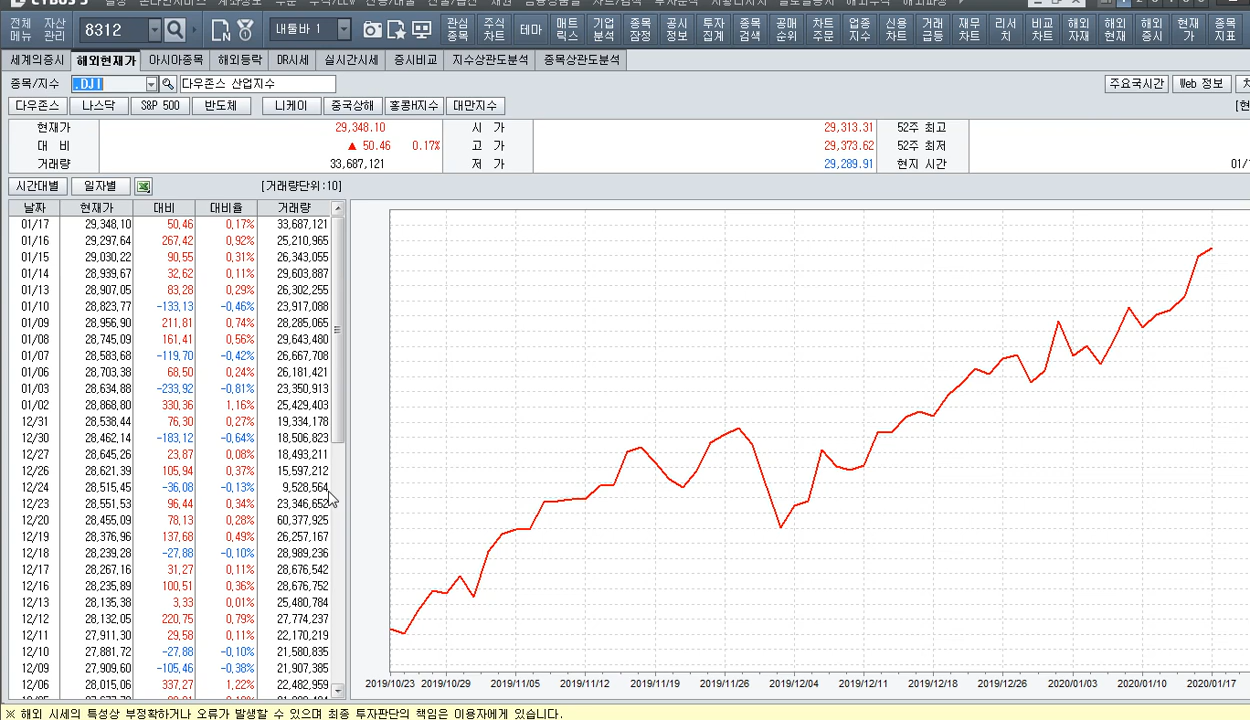 8312 내툴바 1
전체 메뉴 자산 관리 관심 종목 주식 차트 테마 매트 릭스 기업 분석 종목 잠정 공시 정보 투자 집계 종목 검색 공매 순위 차트 주문 업종 지수 신용 차트 거래 급등 재무 차트 리서 치 비교 차트 해외 자재 해외 현재 해외 증시 현재 가 종목 지표
세계의증시 해외현재가 아시아종목 해외등락 DR시세 실시간시세 증시비교 지수상관도분석 종목상관도분석
종목/지수 .DJI 다우존스 산업지수 주요국시간 Web 정보
다우존스 나스닥 S&P 500 반도체 니케이 중국상해 홍콩H지수 대만지수 [현
현재가 29,348.10 시 가 29,313.31 52주 최고
대 비 ▲ 50.46 0.17% 고 가 29,373.62 52주 최저
거래량 33,687,121 저 가 29,289.91 현지 시간 01/
시간대별 일자별 [거래량단위:10]
날짜 현재가 대비 대비율 거래량
01/17 29,348.10 50.46 0.17% 33,687,121
01/16 29,297.64 267.42 0.92% 25,210,965
01/15 29,030.22 90.55 0.31% 26,343,055
01/14 28,939.67 32.62 0.11% 29,603,887
01/13 28,907.05 83.28 0.29% 26,302,255
01/10 28,823.77 -133.13 -0.46% 23,917,088
01/09 28,956.90 211.81 0.74% 28,285,065
01/08 28,745.09 161.41 0.56% 29,643,480
01/07 28,583.68 -119.70 -0.42% 26,667,708
01/06 28,703.38 68.50 0.24% 26,181,421
01/03 28,634.88 -233.92 -0.81% 23,350,913
01/02 28,868.80 330.36 1.16% 25,429,403
12/31 28,538.44 76.30 0.27% 19,334,178
12/30 28,462.14 -183.12 -0.64% 18,506,823
12/27 28,645.26 23.87 0.08% 18,493,211
12/26 28,621.39 105.94 0.37% 15,597,212
12/24 28,515.45 -36.08 -0.13% 9,528,564
12/23 28,551.53 96.44 0.34% 23,346,652
12/20 28,455.09 78.13 0.28% 60,377,925
12/19 28,376.96 137.68 0.49% 26,257,167
12/18 28,239.28 -27.88 -0.10% 28,989,236
12/17 28,267.16 31.27 0.11% 28,676,542
12/16 28,235.89 100.51 0.36% 28,676,752
12/13 28,135.38 3.33 0.01% 25,480,784
12/12 28,132.05 220.75 0.79% 27,774,237
12/11 27,911.30 29.58 0.11% 22,170,219
12/10 27,881.72 -27.88 -0.10% 21,580,835
12/09 27,909.60 -105.46 -0.38% 21,907,385
12/06 28,015.06 337.27 1.22% 22,482,959
2019/10/23 2019/10/29 2019/11/05 2019/11/12 2019/11/19 2019/11/26 2019/12/04 2019/12/11 2019/12/18 2019/12/26 2020/01/03 2020/01/10 2020/01/17
※ 해외 시세의 특성상 부정확하거나 오류가 발생할 수 있으며 최종 투자판단의 책임은 이용자에게 있습니다.